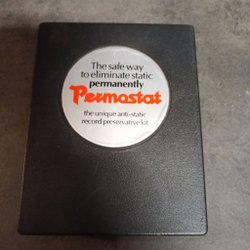 The safe way
to eliminate static
permanently
Permostat
the unique anti-static
record preservative kit